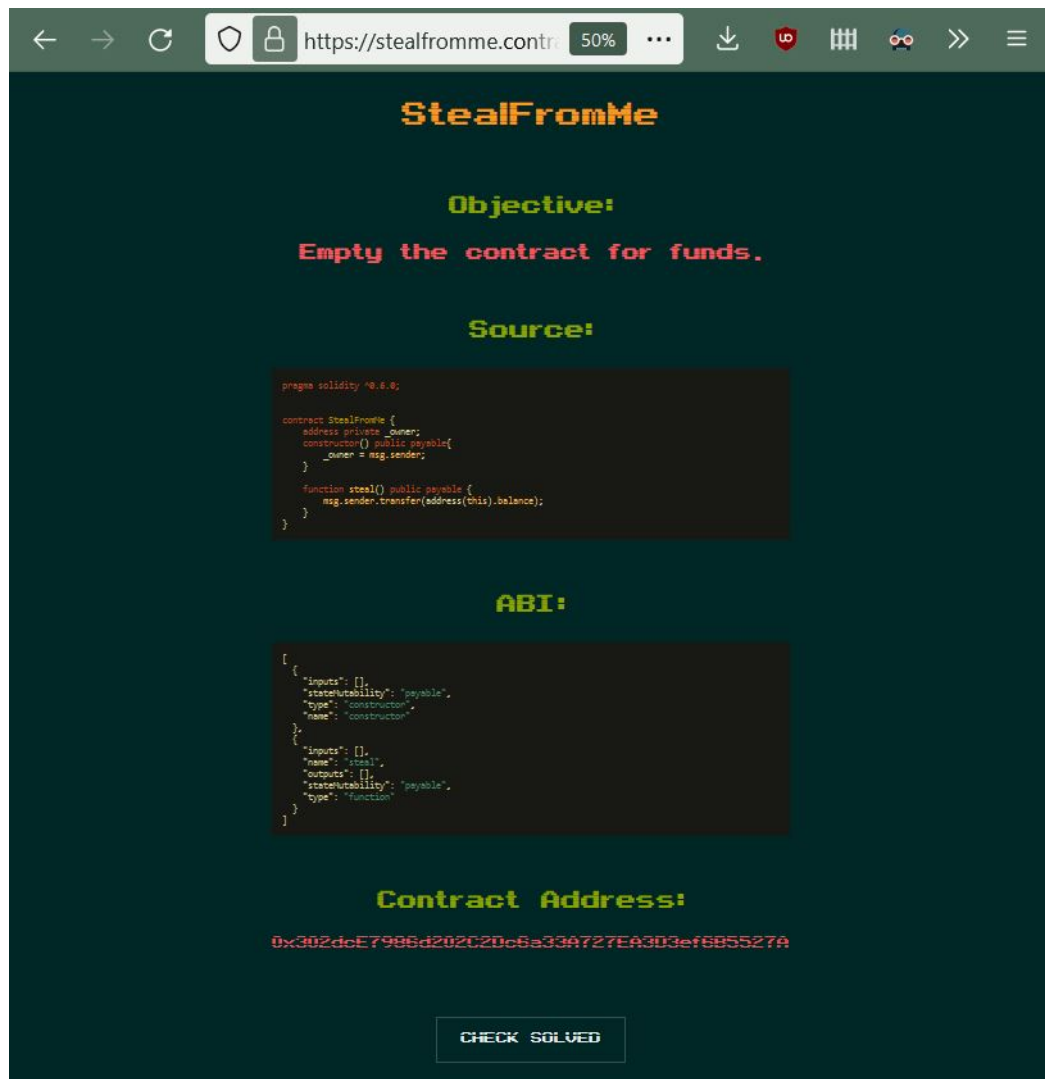 https://stealfromme.contr
50%
StealFromMe
Objective:
Empty the contract for funds.
Source:
pragma solidity ^0.6.0;
contract StealFromMe {
address private _owner;
constructor() public payable{
_owner = msg.sender;
}
function steal() public payable {
msg.sender.transfer(address(this).balance);
}
}
ABI:
[
{
"inputs": [],
"stateMutability": "payable",
"type": "constructor",
"name": "constructor"
},
{
"inputs": [],
"name": "steal",
"outputs": [],
"stateMutability": "payable",
"type": "function"
}
]
Contract Address:
0x302dcE7986d202C2Dc6a33A727EA3D3ef6B5527A
CHECK SOLVED